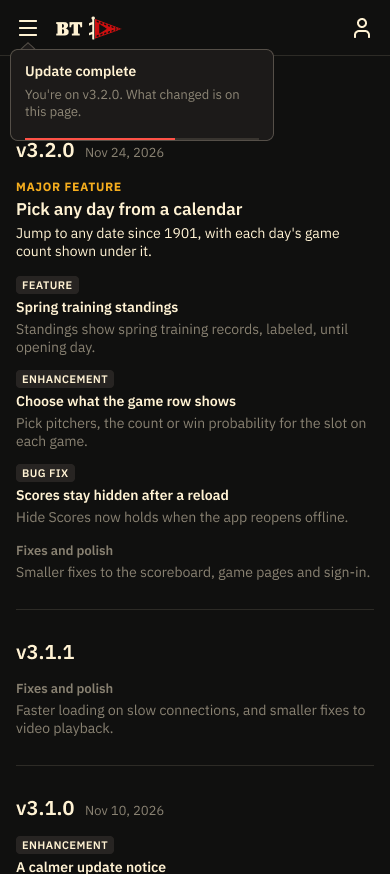 BT
Update complete
You're on v3.2.0. What changed is on
this page.
v3.2.0 Nov 24, 2026
MAJOR FEATURE
Pick any day from a calendar
Jump to any date since 1901, with each day's game
count shown under it.
FEATURE
Spring training standings
Standings show spring training records, labeled, until
opening day.
ENHANCEMENT
Choose what the game row shows
Pick pitchers, the count or win probability for the slot on
each game.
BUG FIX
Scores stay hidden after a reload
Hide Scores now holds when the app reopens offline.
Fixes and polish
Smaller fixes to the scoreboard, game pages and sign-in.
v3.1.1
Fixes and polish
Faster loading on slow connections, and smaller fixes to
video playback.
v3.1.0 Nov 10, 2026
ENHANCEMENT
A calmer update notice